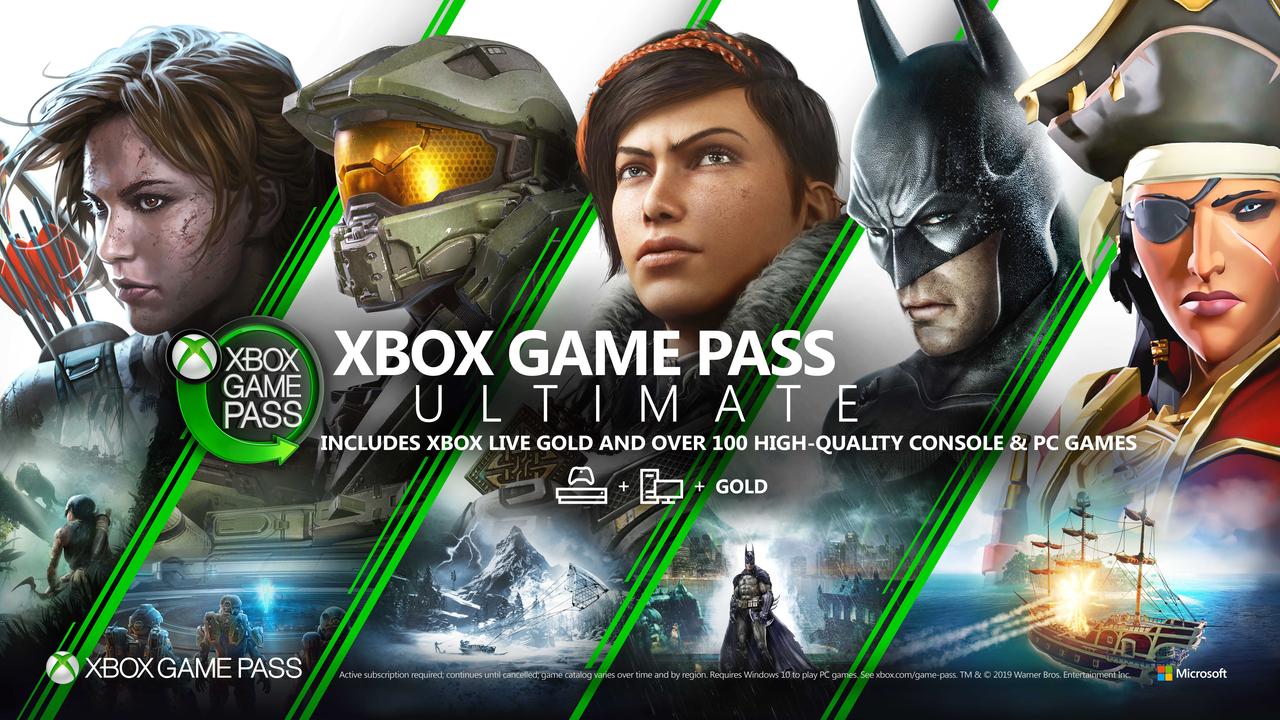 XBOX
GAME
PASS
XBOX GAME PASS
ULTIMATE
INCLUDES XBOX LIVE GOLD AND OVER 100 HIGH-QUALITY CONSOLE & PC GAMES
+ + GOLD
XBOX GAME PASS
Active subscription required; continues until cancelled; game catalog varies over time and by region. Requires Windows 10 to play PC games. See xbox.com/game-pass. TM & © 2019 Warner Bros. Entertainment Inc.
Microsoft